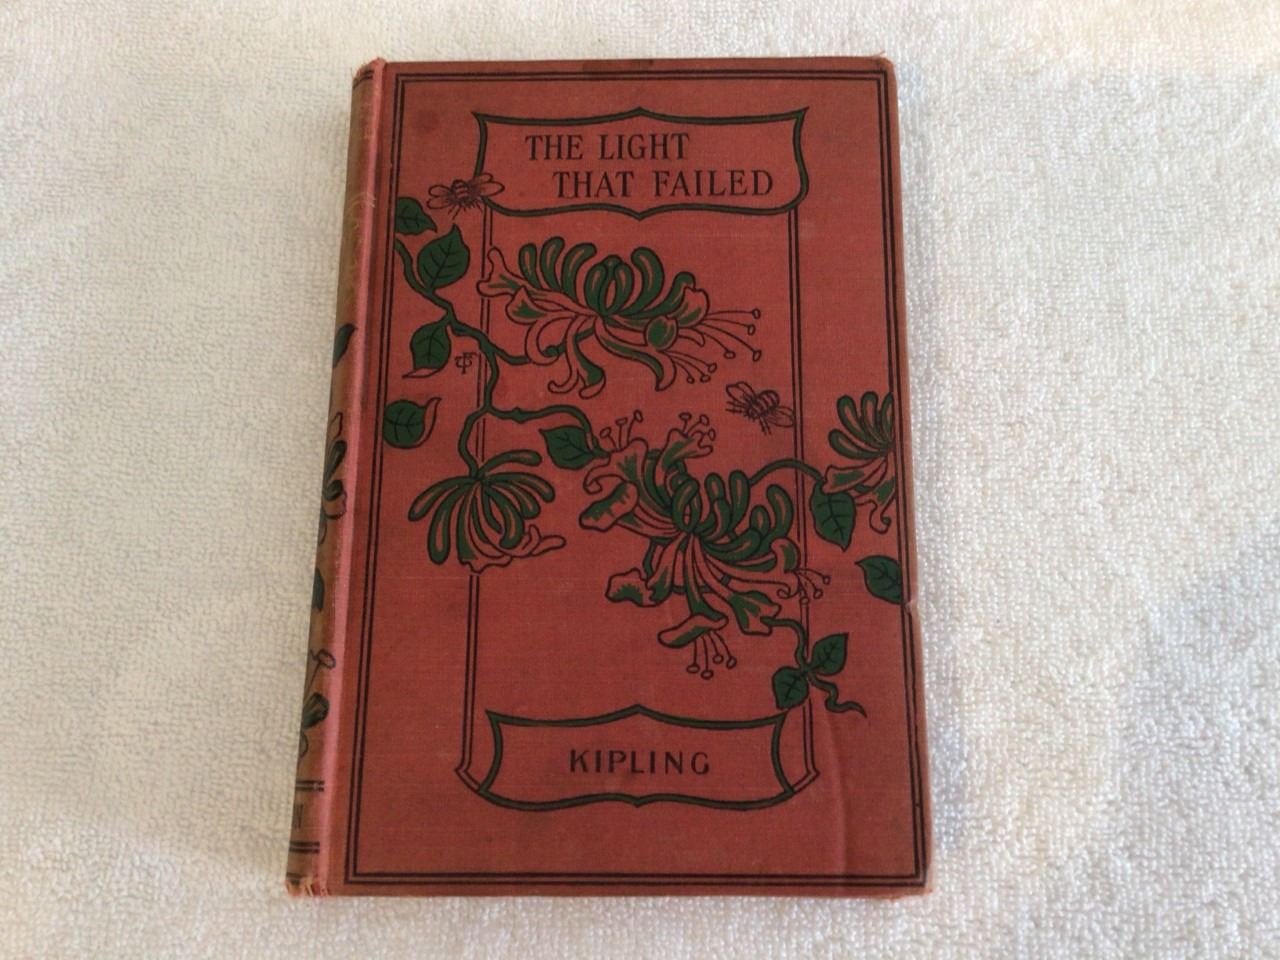 THE LIGHT
THAT FAILED
KIPLING